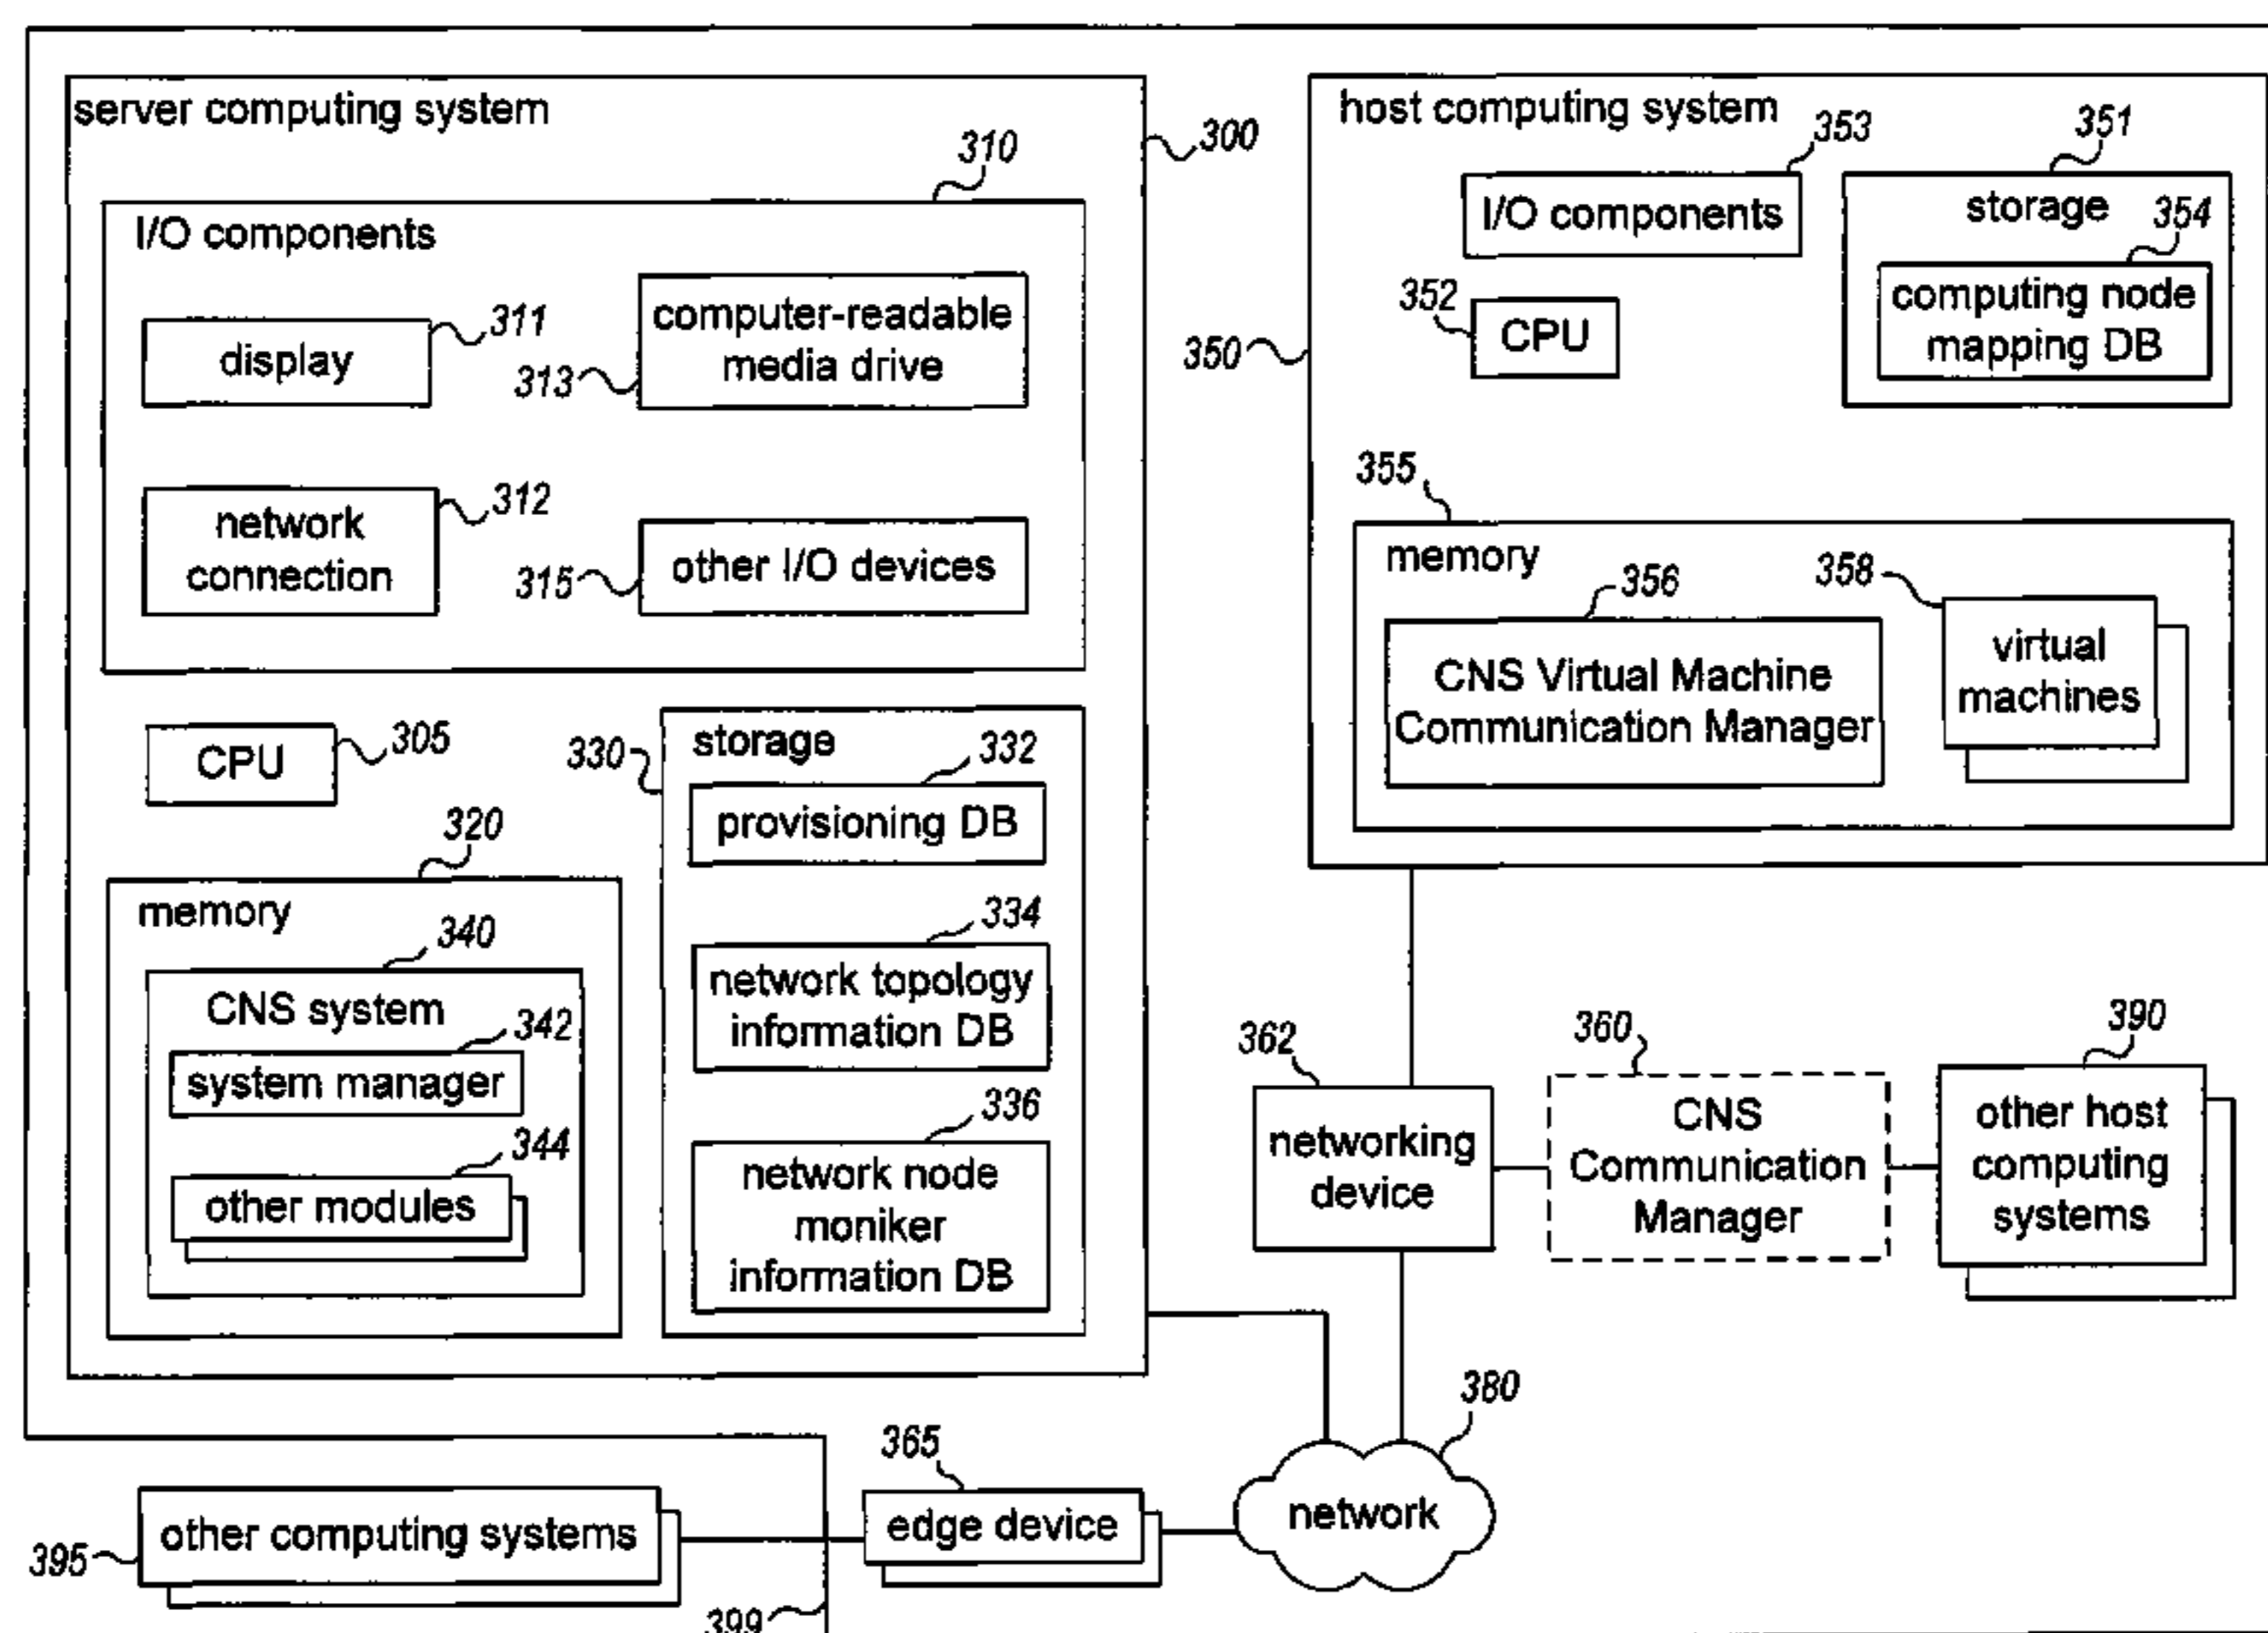 server computing system
300
310
I/O components
display
311
computer-readable
media drive
313
network
connection
312
other I/O devices
315
CPU
305
storage
330
provisioning DB
332
network topology
information DB
334
network node
moniker
information DB
336
memory
320
CNS system
340
system manager
342
other modules
344
host computing system
350
I/O components
353
storage
351
computing node
mapping DB
354
CPU
352
memory
355
CNS Virtual Machine
Communication Manager
356
virtual
machines
358
networking
device
362
CNS
Communication
Manager
360
other host
computing
systems
390
network
380
edge device
365
other computing systems
395
399